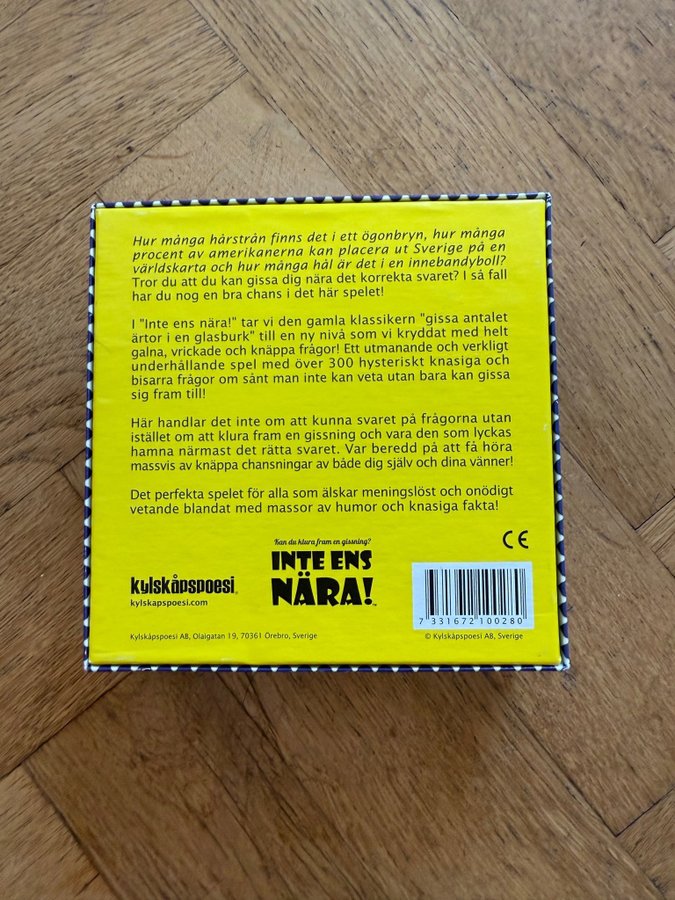 Hur många hårstrån finns det i ett ögonbryn, hur många
procent av amerikanerna kan placera ut Sverige på en
världskarta och hur många hål är det i en innebandyboll?
Tror du att du kan gissa dig nära det korrekta svaret? I så fall
har du nog en bra chans i det här spelet!
I "Inte ens nära!" tar vi den gamla klassikern "gissa antalet
ärtor i en glasburk" till en ny nivå som vi kryddat med helt
galna, vrickade och knäppa frågor! Ett utmanande och verkligt
underhållande spel med över 300 hysteriskt knasiga och
bisarra frågor om sånt man inte kan veta utan bara kan gissa
sig fram till!
Här handlar det inte om att kunna svaret på frågorna utan
istället om att klura fram en gissning och vara den som lyckas
hamna närmast det rätta svaret. Var beredd på att få höra
massvis av knäppa chansningar av både dig själv och dina vänner!
Det perfekta spelet för alla som älskar meningslöst och onödigt
vetande blandat med massor av humor och knasiga fakta!
CE
Kan du klura fram en gissning?
INTE ENS
NÄRA!™
kylskåpspoesi®
kylskapspoesi.com
7 331672 100280
Kylskåpspoesi AB, Olaigatan 19, 70361 Örebro, Sverige
© Kylskåpspoesi AB, Sverige